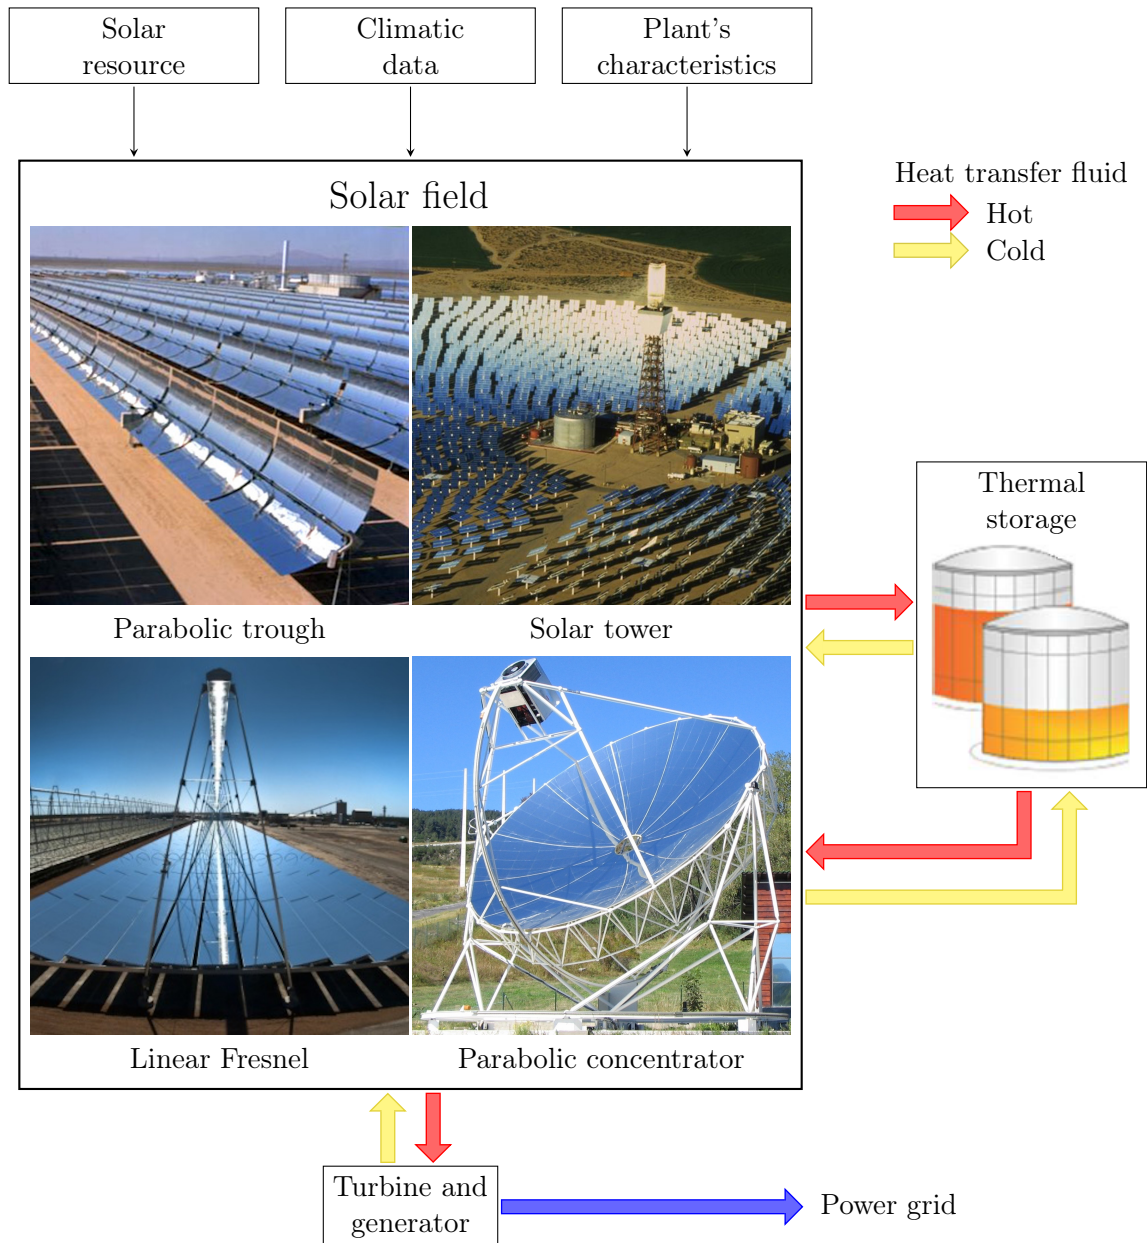 Solar
resource
Climatic
data
Plant's
characteristics
Solar field
Heat transfer fluid
Hot
Cold
Parabolic trough
Solar tower
Thermal
storage
Linear Fresnel
Parabolic concentrator
Turbine and
generator
Power grid